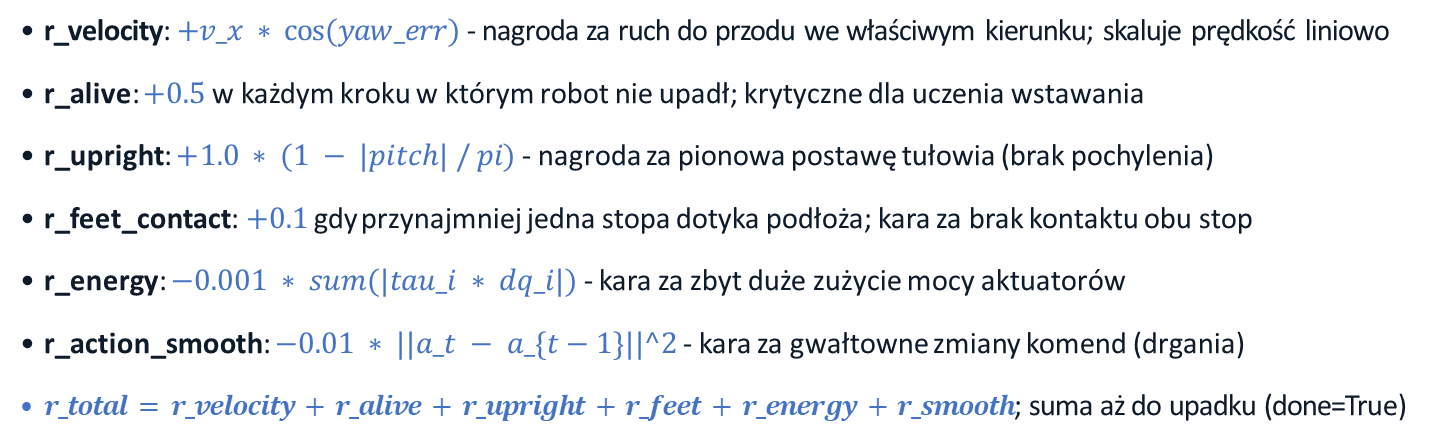 • r_velocity: +v_x * cos(yaw_err) - nagroda za ruch do przodu we właściwym kierunku; skaluje prędkość liniowo
• r_alive: +0.5 w każdym kroku w którym robot nie upadł; krytyczne dla uczenia wstawania
• r_upright: +1.0 * (1 − |pitch| / pi) - nagroda za pionowa postawę tułowia (brak pochylenia)
• r_feet_contact: +0.1 gdy przynajmniej jedna stopa dotyka podłoża; kara za brak kontaktu obu stop
• r_energy: −0.001 * sum(|tau_i * dq_i|) - kara za zbyt duże zużycie mocy aktuatorów
• r_action_smooth: −0.01 * ||a_t − a_{t − 1}||^2 - kara za gwałtowne zmiany komend (drgania)
• r_total = r_velocity + r_alive + r_upright + r_feet + r_energy + r_smooth; suma aż do upadku (done=True)